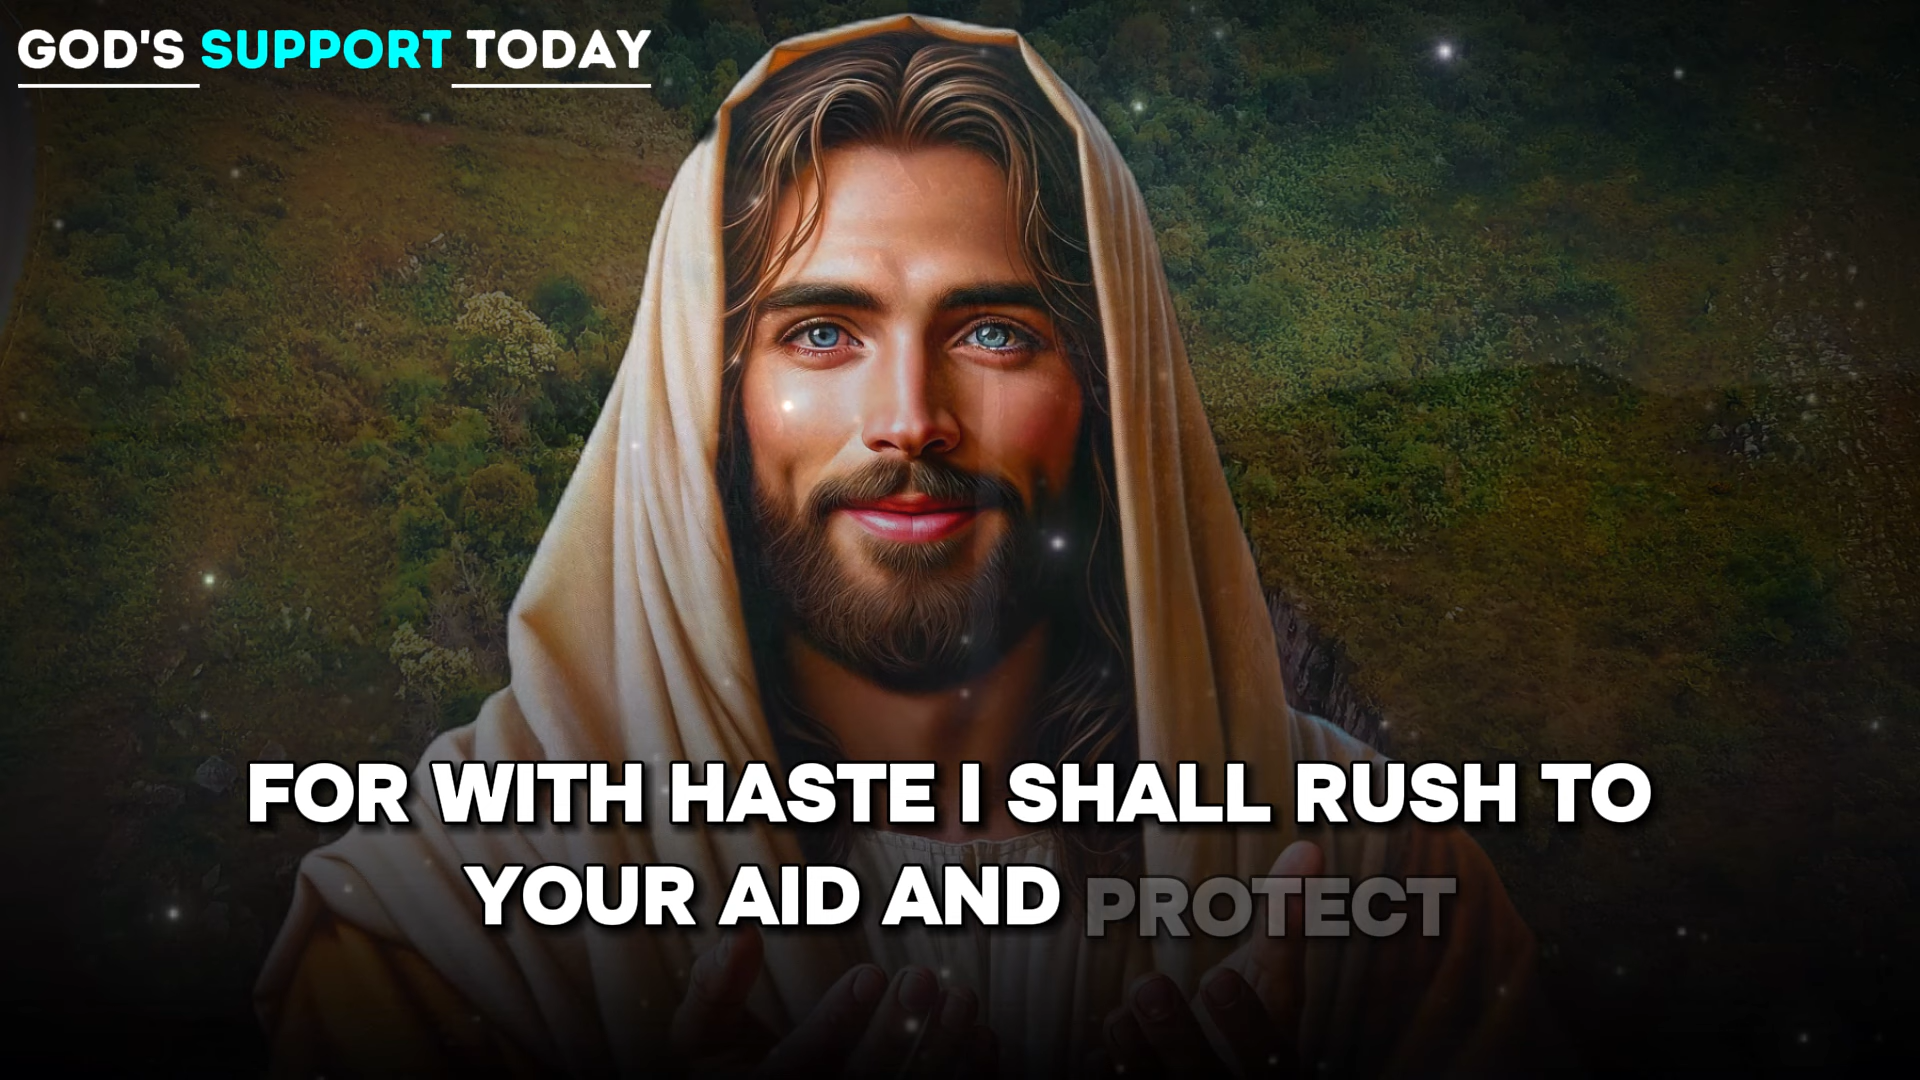 GOD'S SUPPORT TODAY
FOR WITH HASTE I SHALL RUSH TO
YOUR AID AND PROTECT